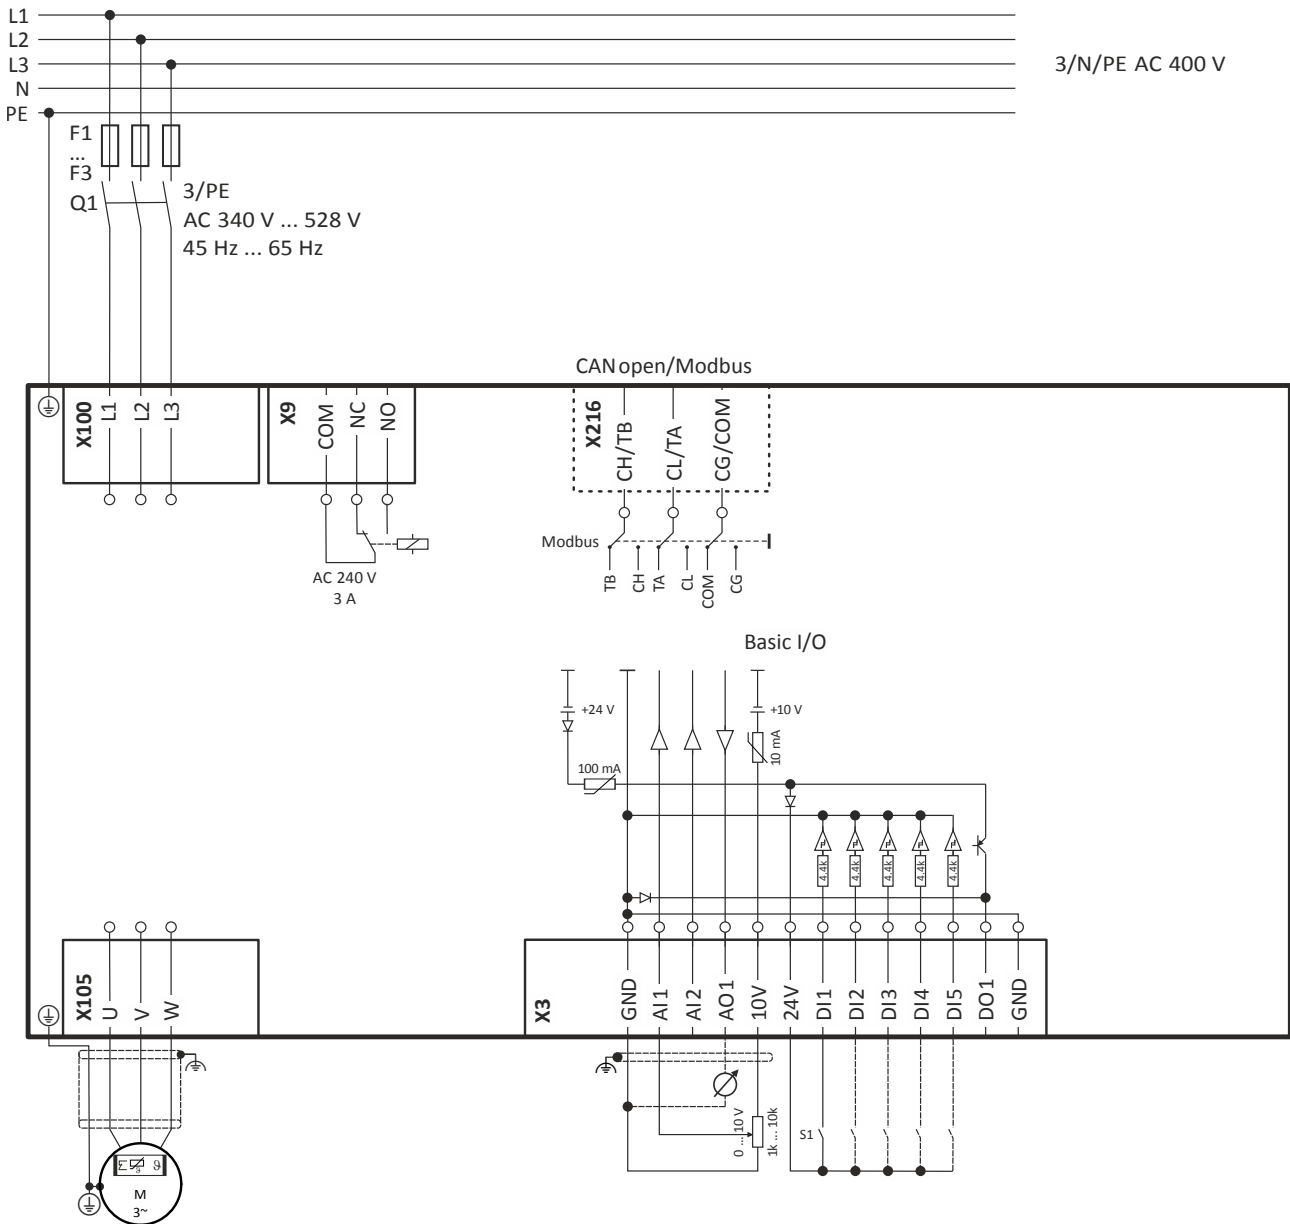 L1
L2
L3
N
PE
3/N/PE AC 400 V
F1
...
F3
Q1
3/PE
AC 340 V ... 528 V
45 Hz ... 65 Hz
CANopen/Modbus
X100
L1
L2
L3
X9
COM
NC
NO
X216
CH/TB
CL/TA
CG/COM
AC 240 V
3 A
Modbus
TB
CH
TA
CL
COM
CG
Basic I/O
+24 V
+10 V
10 mA
100 mA
4.4k
4.4k
4.4k
4.4k
4.4k
X105
U
V
W
X3
GND
AI1
AI2
AO1
10V
24V
DI1
DI2
DI3
DI4
DI5
DO1
GND
0 ... 10 V
1k ... 10k
S1
ϑ
M
3~